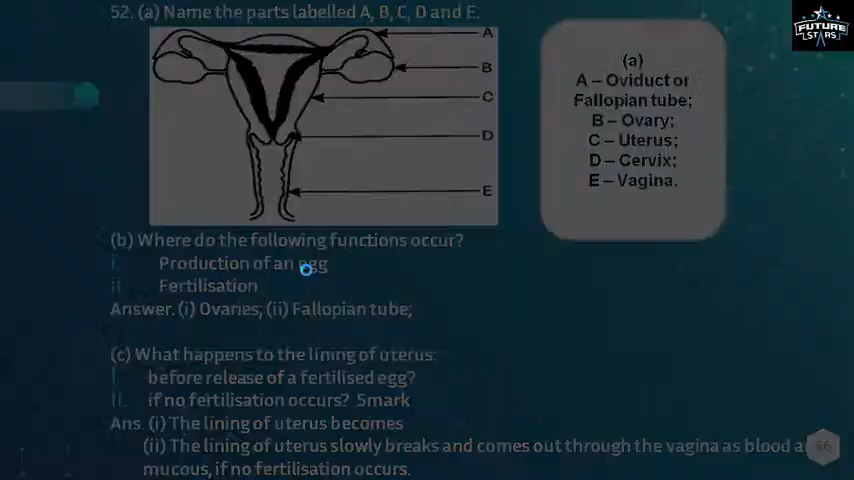 52. (a) Name the parts labelled A, B, C, D and E.
A
B
C
D
E
(a)
A – Oviduct or
Fallopian tube;
B – Ovary;
C – Uterus;
D – Cervix;
E – Vagina.
FUTURE
STARS
(b) Where do the following functions occur?
i. Production of an egg
ii. Fertilisation
Answer. (i) Ovaries; (ii) Fallopian tube;
(c) What happens to the lining of uterus:
I. before release of a fertilised egg?
II. if no fertilisation occurs? 5mark
Ans. (i) The lining of uterus becomes
(ii) The lining of uterus slowly breaks and comes out through the vagina as blood
mucous, if no fertilisation occurs.
56